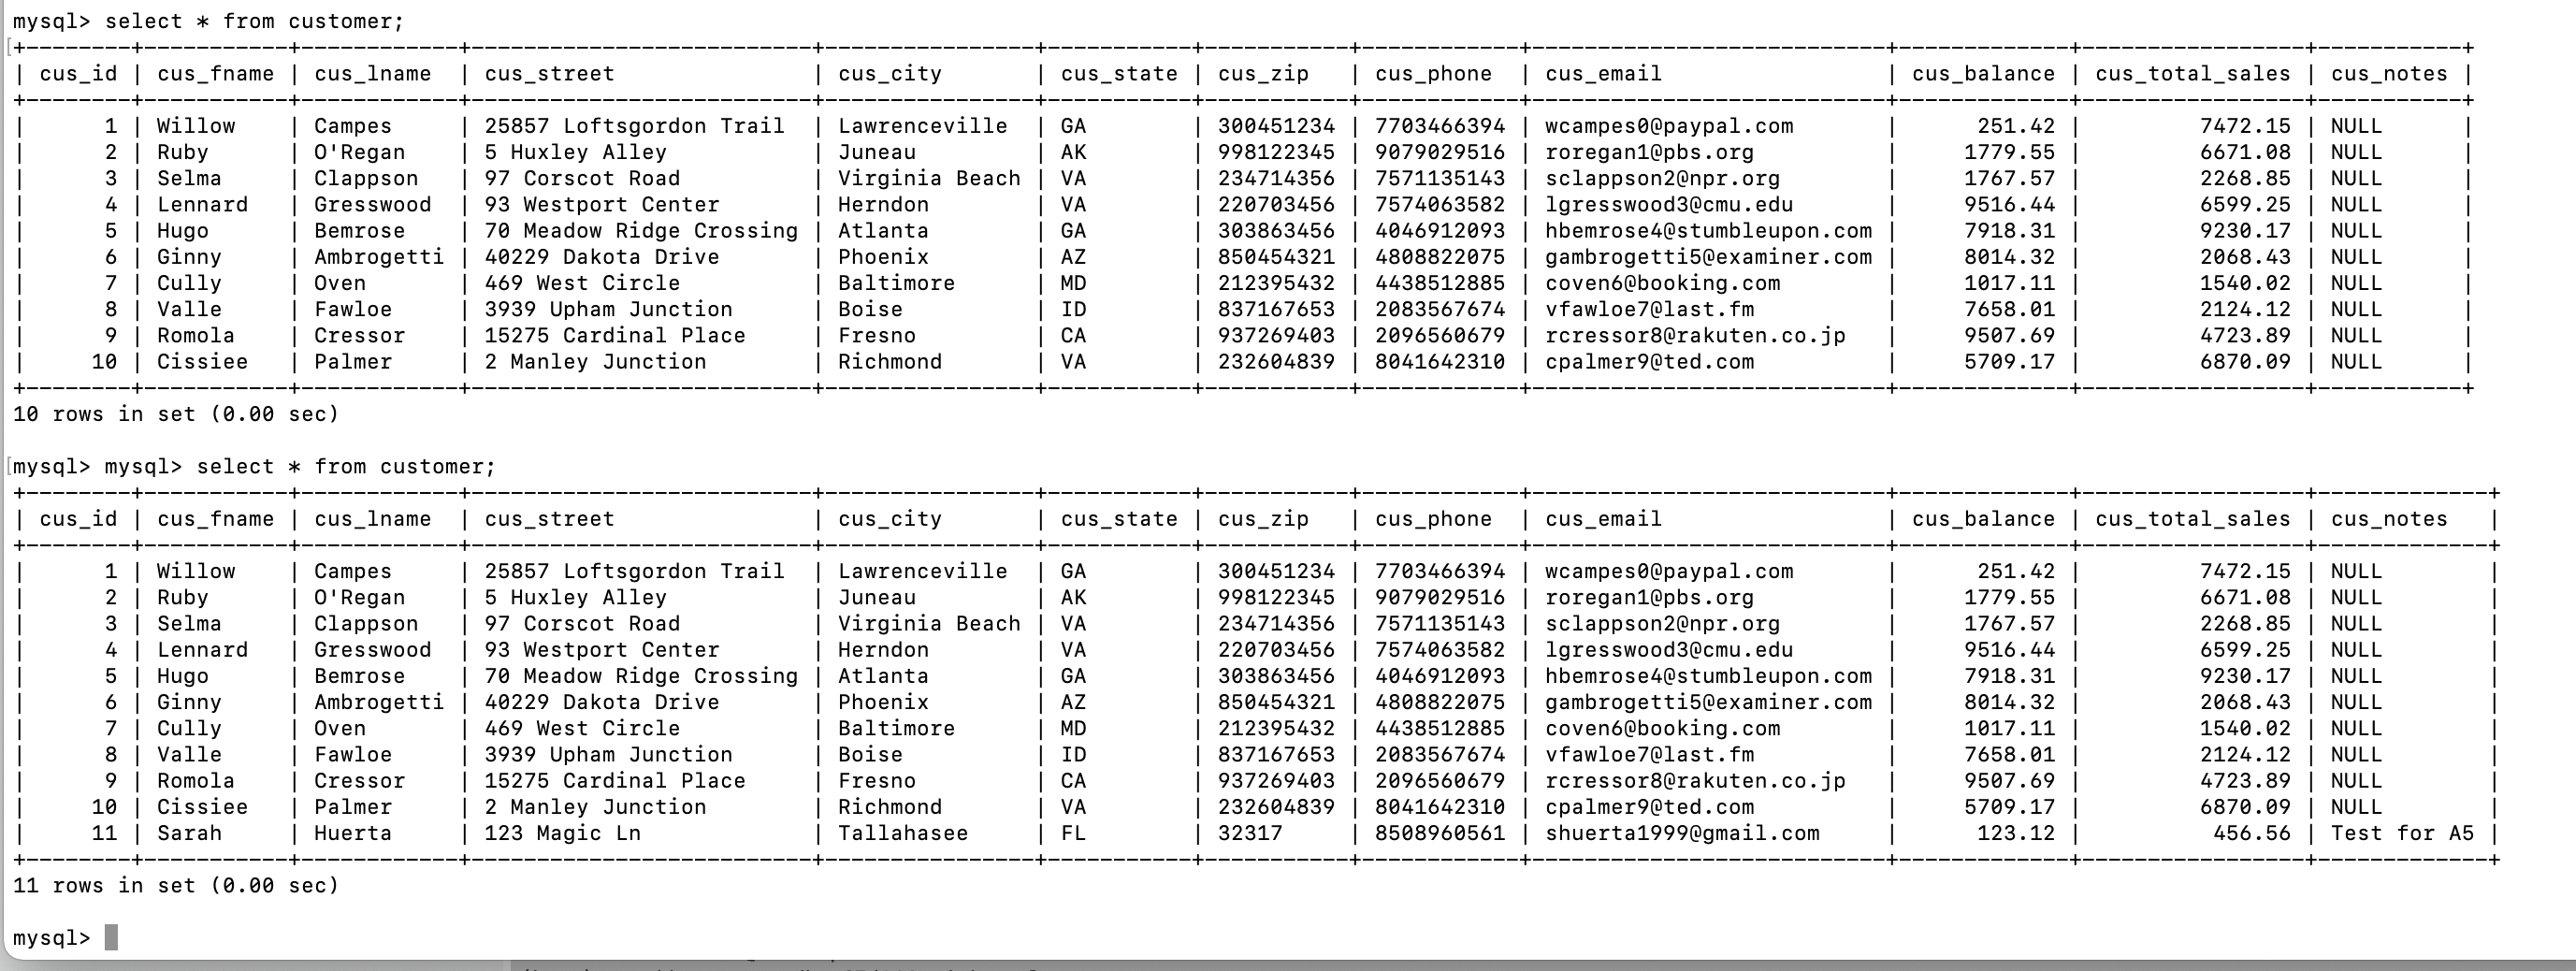 mysql> select * from customer;
+--------+-----------+------------+--------------------------+----------------+-----------+-----------+------------+---------------------------+-------------+-----------------+-----------+
| cus_id | cus_fname | cus_lname  | cus_street               | cus_city       | cus_state | cus_zip   | cus_phone  | cus_email                 | cus_balance | cus_total_sales | cus_notes |
+--------+-----------+------------+--------------------------+----------------+-----------+-----------+------------+---------------------------+-------------+-----------------+-----------+
|      1 | Willow    | Campes     | 25857 Loftsgordon Trail  | Lawrenceville  | GA        | 300451234 | 7703466394 | wcampes0@paypal.com       |      251.42 |         7472.15 | NULL      |
|      2 | Ruby      | O'Regan    | 5 Huxley Alley           | Juneau         | AK        | 998122345 | 9079029516 | roregan1@pbs.org          |     1779.55 |         6671.08 | NULL      |
|      3 | Selma     | Clappson   | 97 Corscot Road          | Virginia Beach | VA        | 234714356 | 7571135143 | sclappson2@npr.org        |     1767.57 |         2268.85 | NULL      |
|      4 | Lennard   | Gresswood  | 93 Westport Center       | Herndon        | VA        | 220703456 | 7574063582 | lgresswood3@cmu.edu       |     9516.44 |         6599.25 | NULL      |
|      5 | Hugo      | Bemrose    | 70 Meadow Ridge Crossing | Atlanta        | GA        | 303863456 | 4046912093 | hbemrose4@stumbleupon.com |     7918.31 |         9230.17 | NULL      |
|      6 | Ginny     | Ambrogetti | 40229 Dakota Drive       | Phoenix        | AZ        | 850454321 | 4808822075 | gambrogetti5@examiner.com |     8014.32 |         2068.43 | NULL      |
|      7 | Cully     | Oven       | 469 West Circle          | Baltimore      | MD        | 212395432 | 4438512885 | coven6@booking.com        |     1017.11 |         1540.02 | NULL      |
|      8 | Valle     | Fawloe     | 3939 Upham Junction      | Boise          | ID        | 837167653 | 2083567674 | vfawloe7@last.fm          |     7658.01 |         2124.12 | NULL      |
|      9 | Romola    | Cressor    | 15275 Cardinal Place     | Fresno         | CA        | 937269403 | 2096560679 | rcressor8@rakuten.co.jp   |     9507.69 |         4723.89 | NULL      |
|     10 | Cissiee   | Palmer     | 2 Manley Junction        | Richmond       | VA        | 232604839 | 8041642310 | cpalmer9@ted.com          |     5709.17 |         6870.09 | NULL      |
+--------+-----------+------------+--------------------------+----------------+-----------+-----------+------------+---------------------------+-------------+-----------------+-----------+
10 rows in set (0.00 sec)
mysql> mysql> select * from customer;
+--------+-----------+------------+--------------------------+----------------+-----------+-----------+------------+---------------------------+-------------+-----------------+-------------+
| cus_id | cus_fname | cus_lname  | cus_street               | cus_city       | cus_state | cus_zip   | cus_phone  | cus_email                 | cus_balance | cus_total_sales | cus_notes   |
+--------+-----------+------------+--------------------------+----------------+-----------+-----------+------------+---------------------------+-------------+-----------------+-------------+
|      1 | Willow    | Campes     | 25857 Loftsgordon Trail  | Lawrenceville  | GA        | 300451234 | 7703466394 | wcampes0@paypal.com       |      251.42 |         7472.15 | NULL        |
|      2 | Ruby      | O'Regan    | 5 Huxley Alley           | Juneau         | AK        | 998122345 | 9079029516 | roregan1@pbs.org          |     1779.55 |         6671.08 | NULL        |
|      3 | Selma     | Clappson   | 97 Corscot Road          | Virginia Beach | VA        | 234714356 | 7571135143 | sclappson2@npr.org        |     1767.57 |         2268.85 | NULL        |
|      4 | Lennard   | Gresswood  | 93 Westport Center       | Herndon        | VA        | 220703456 | 7574063582 | lgresswood3@cmu.edu       |     9516.44 |         6599.25 | NULL        |
|      5 | Hugo      | Bemrose    | 70 Meadow Ridge Crossing | Atlanta        | GA        | 303863456 | 4046912093 | hbemrose4@stumbleupon.com |     7918.31 |         9230.17 | NULL        |
|      6 | Ginny     | Ambrogetti | 40229 Dakota Drive       | Phoenix        | AZ        | 850454321 | 4808822075 | gambrogetti5@examiner.com |     8014.32 |         2068.43 | NULL        |
|      7 | Cully     | Oven       | 469 West Circle          | Baltimore      | MD        | 212395432 | 4438512885 | coven6@booking.com        |     1017.11 |         1540.02 | NULL        |
|      8 | Valle     | Fawloe     | 3939 Upham Junction      | Boise          | ID        | 837167653 | 2083567674 | vfawloe7@last.fm          |     7658.01 |         2124.12 | NULL        |
|      9 | Romola    | Cressor    | 15275 Cardinal Place     | Fresno         | CA        | 937269403 | 2096560679 | rcressor8@rakuten.co.jp   |     9507.69 |         4723.89 | NULL        |
|     10 | Cissiee   | Palmer     | 2 Manley Junction        | Richmond       | VA        | 232604839 | 8041642310 | cpalmer9@ted.com          |     5709.17 |         6870.09 | NULL        |
|     11 | Sarah     | Huerta     | 123 Magic Ln             | Tallahasee     | FL        | 32317     | 8508960561 | shuerta1999@gmail.com     |      123.12 |          456.56 | Test for A5 |
+--------+-----------+------------+--------------------------+----------------+-----------+-----------+------------+---------------------------+-------------+-----------------+-------------+
11 rows in set (0.00 sec)
mysql>